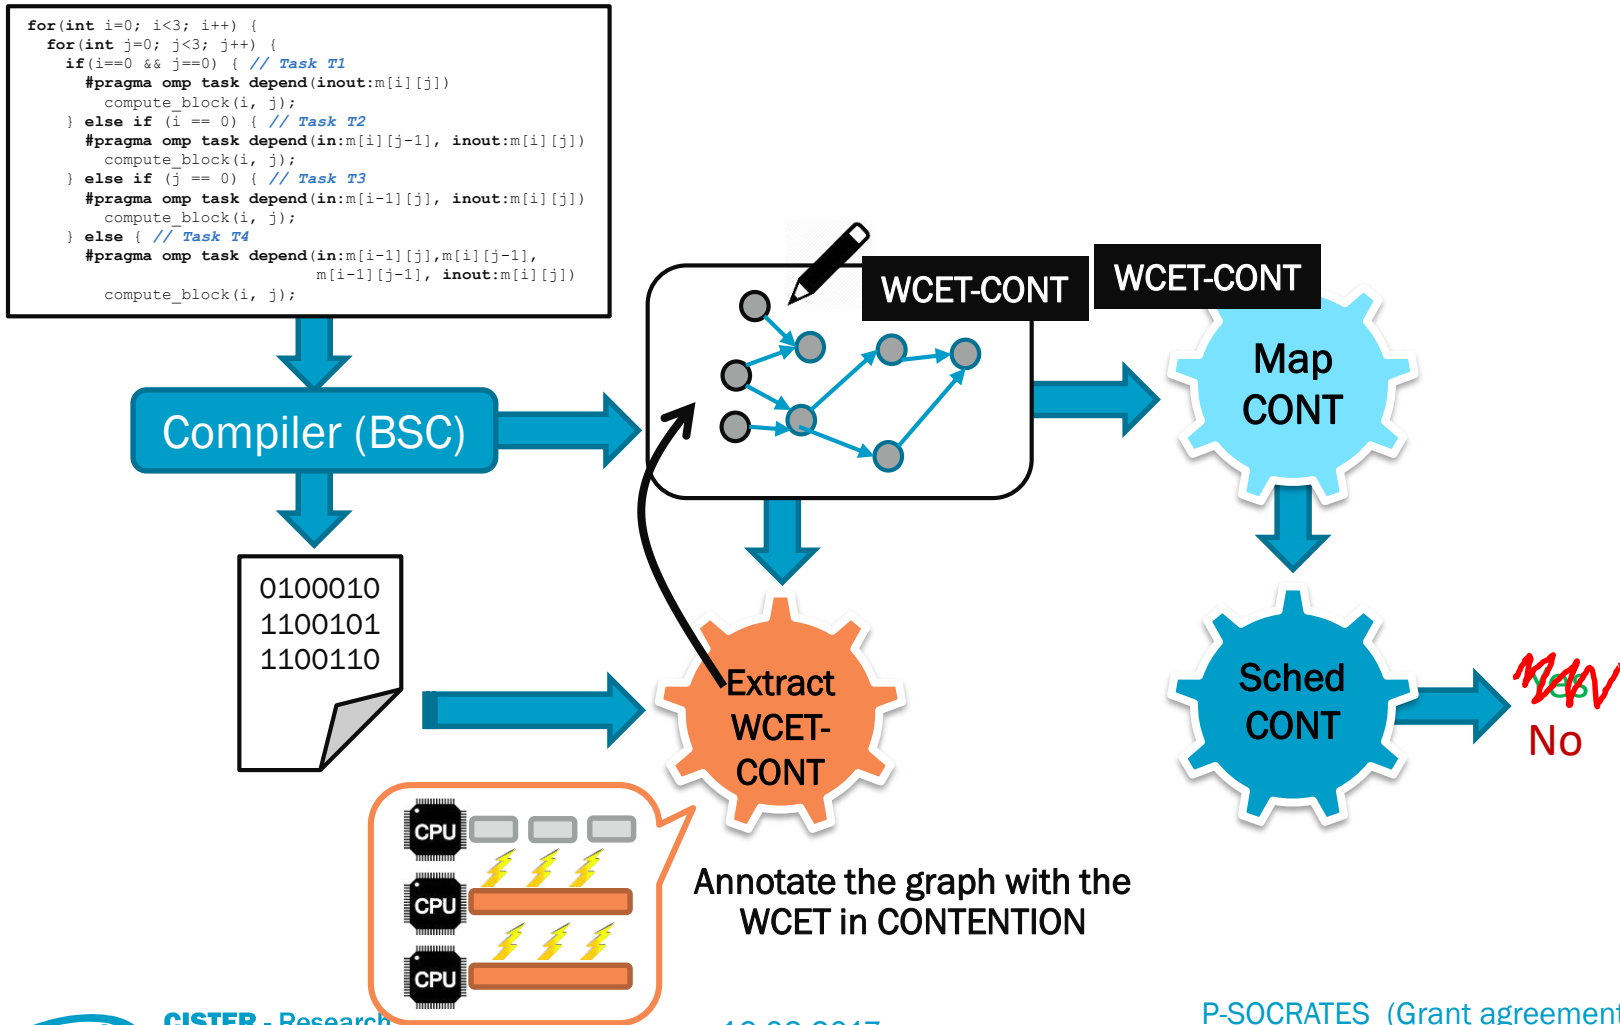 for(int i=0; i<3; i++) {
for(int j=0; j<3; j++) {
if(i==0 && j==0) { // Task T1
#pragma omp task depend(inout:m[i][j])
compute_block(i, j);
} else if (i == 0) { // Task T2
#pragma omp task depend(in:m[i][j-1], inout:m[i][j])
compute_block(i, j);
} else if (j == 0) { // Task T3
#pragma omp task depend(in:m[i-1][j], inout:m[i][j])
compute_block(i, j);
} else { // Task T4
#pragma omp task depend(in:m[i-1][j],m[i][j-1],
m[i-1][j-1], inout:m[i][j])
compute_block(i, j);
WCET-CONT
WCET-CONT
Map
CONT
Compiler (BSC)
0100010
1100101
1100110
Extract
WCET-
CONT
Sched
CONT
Yes
No
CPU
CPU
CPU
Annotate the graph with the
WCET in CONTENTION
CISTER - Research
P-SOCRATES (Grant agreement